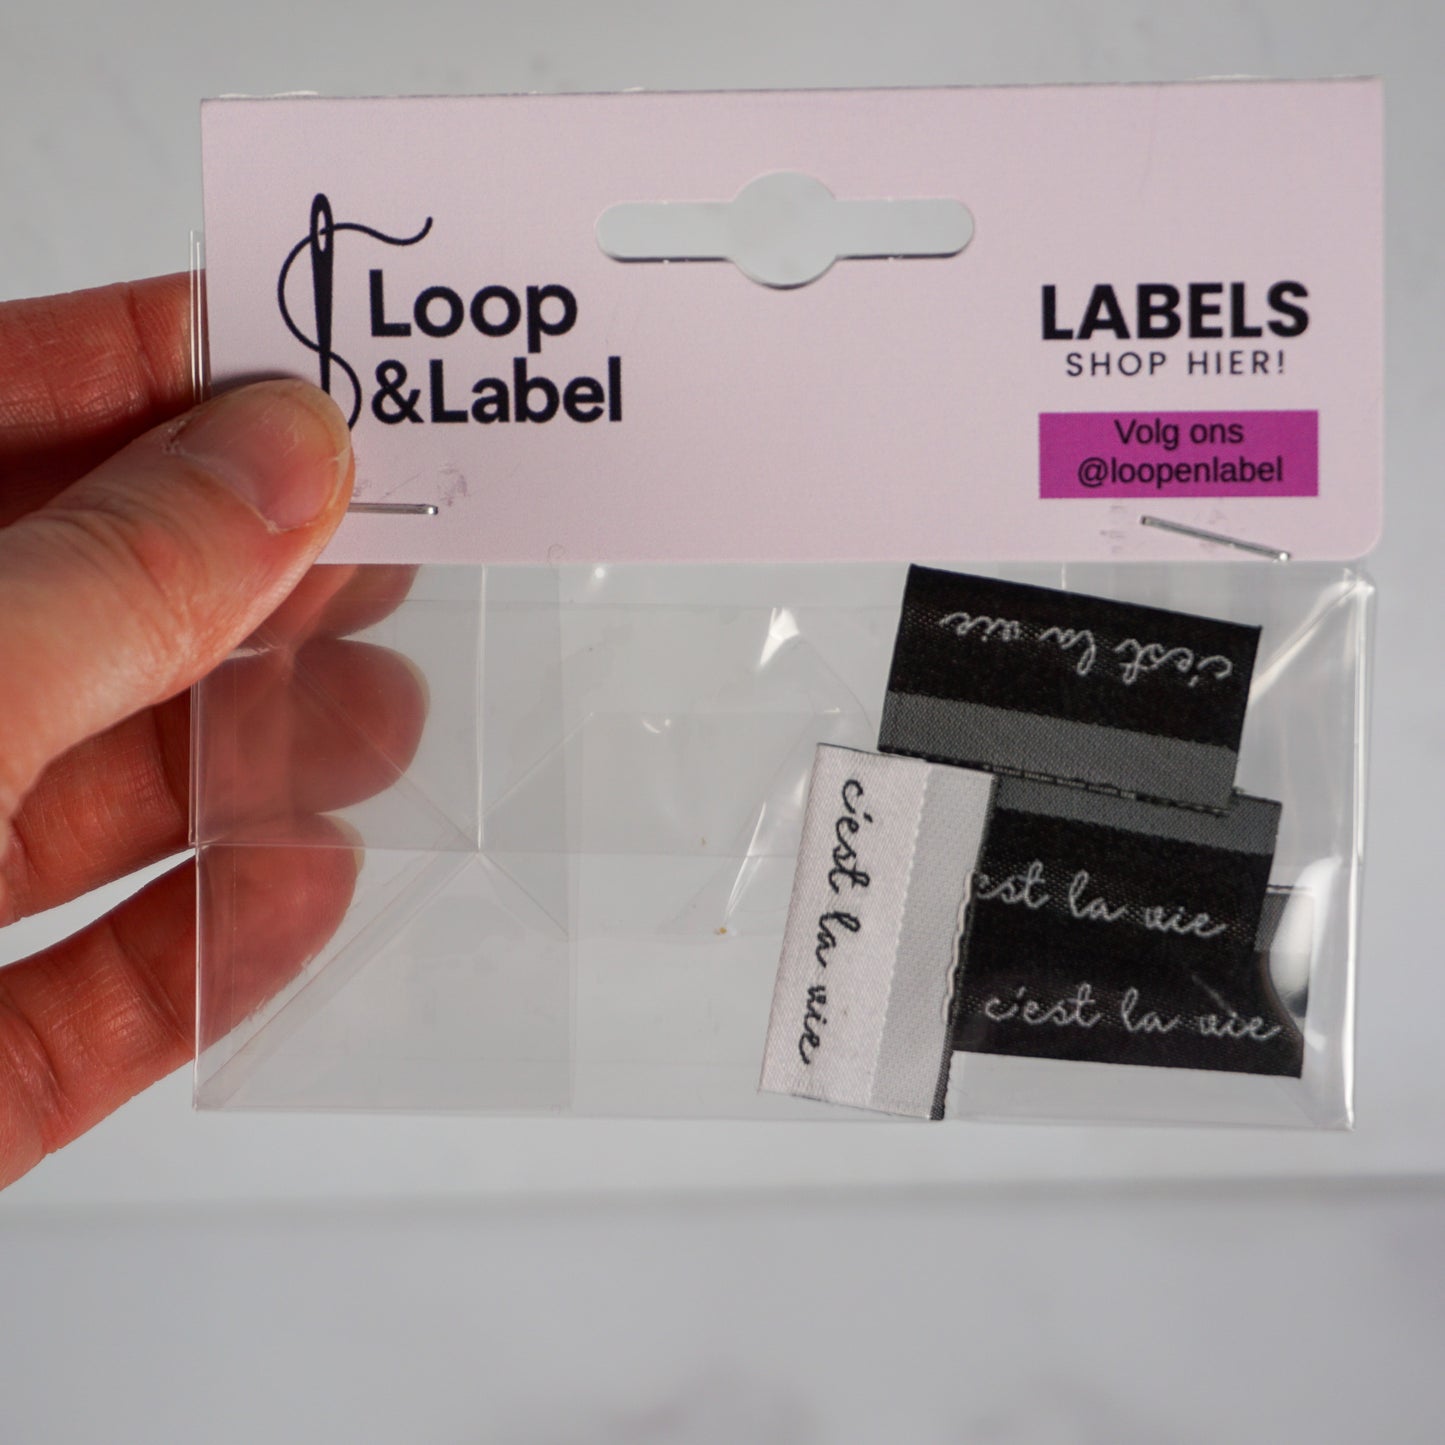 Loop
&Label
LABELS
SHOP HIER!
Volg ons
@loopenlabel
c'est la vie
c'est la vie
est la vie
c'est la vie